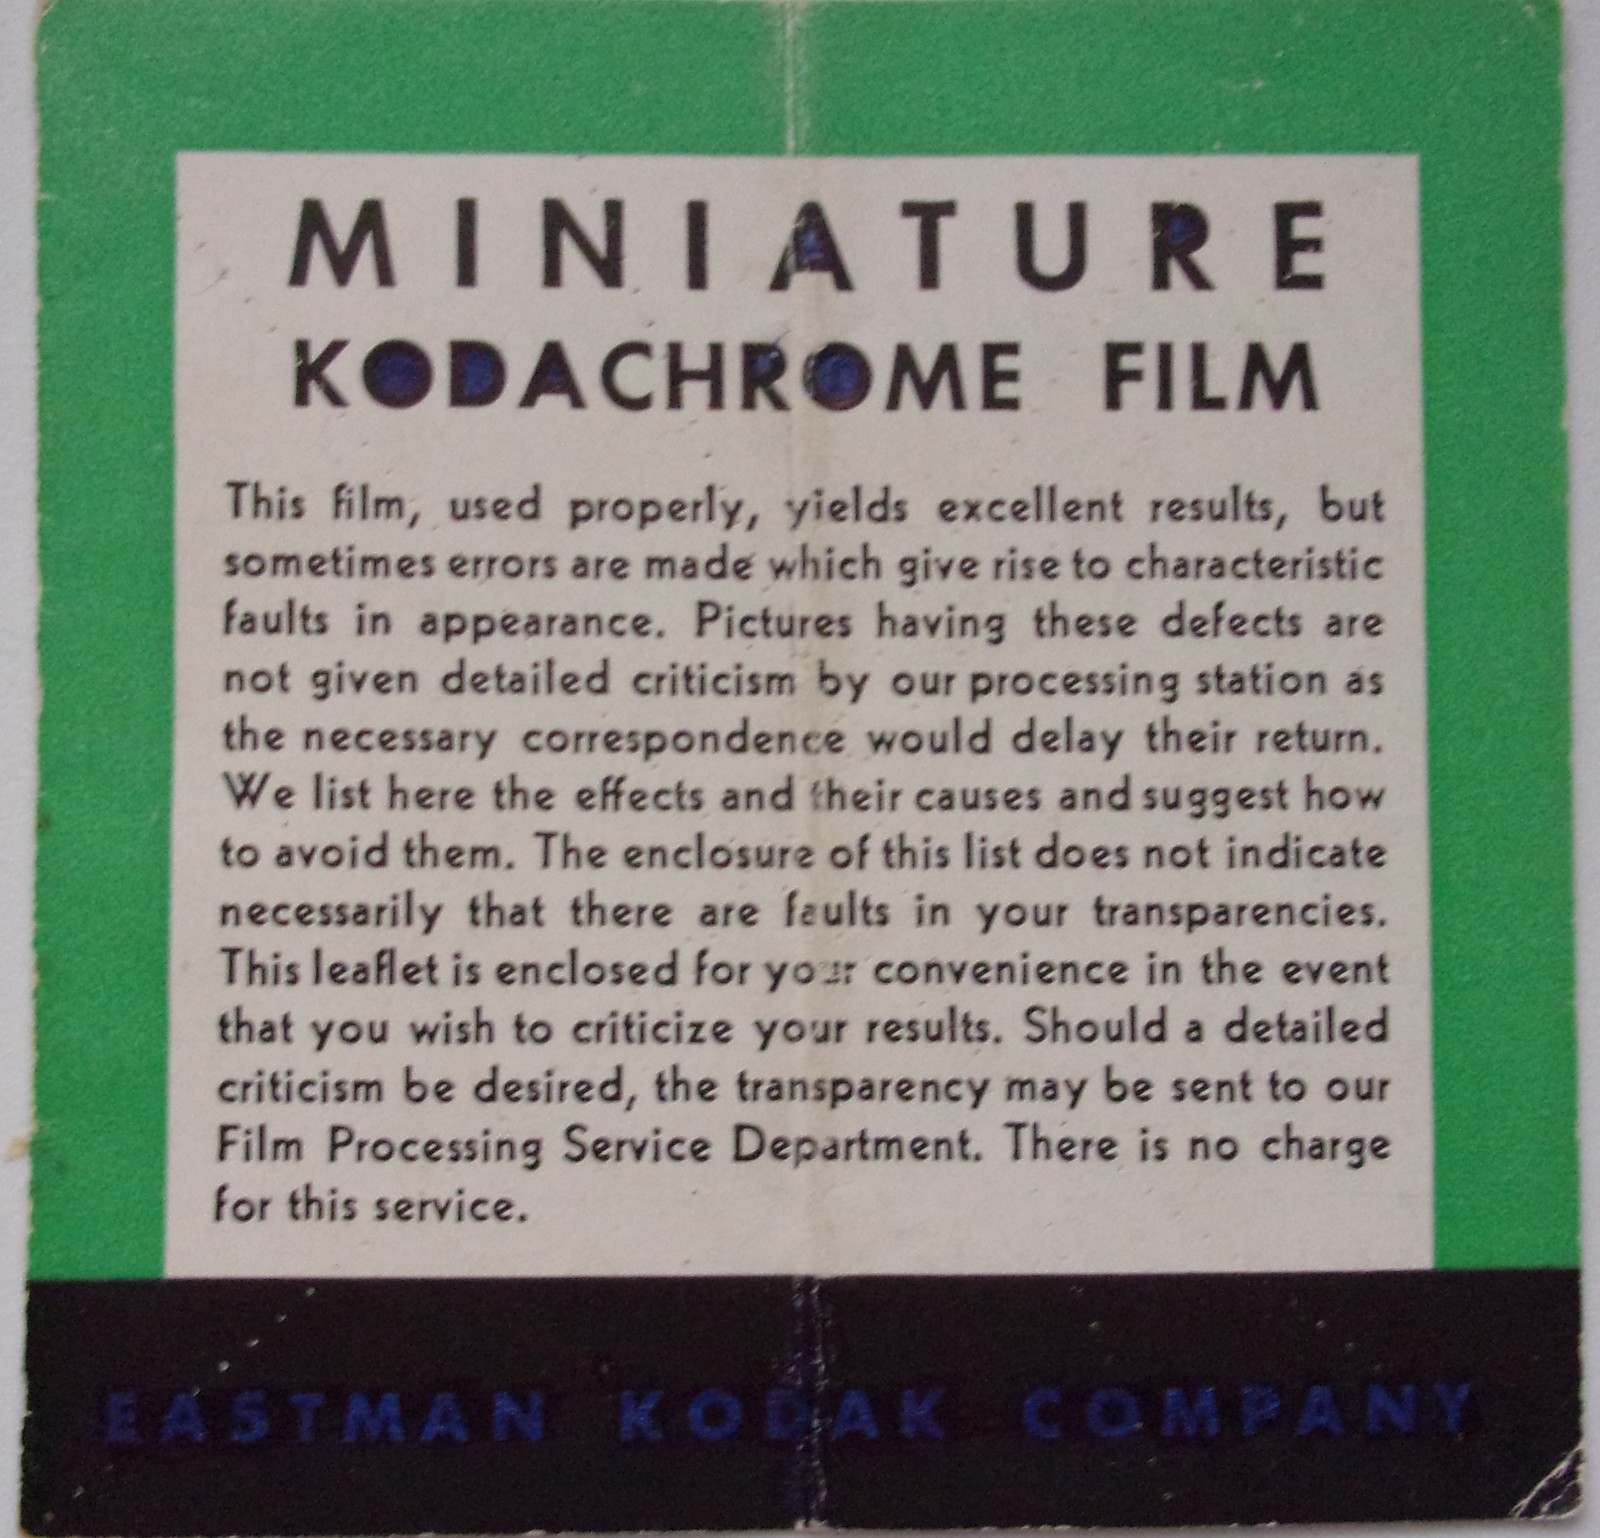 MINIATURE
KODACHROME FILM
This film, used properly, yields excellent results, but
sometimes errors are made which give rise to characteristic
faults in appearance. Pictures having these defects are
not given detailed criticism by our processing station as
the necessary correspondence would delay their return.
We list here the effects and their causes and suggest how
to avoid them. The enclosure of this list does not indicate
necessarily that there are faults in your transparencies.
This leaflet is enclosed for your convenience in the event
that you wish to criticize your results. Should a detailed
criticism be desired, the transparency may be sent to our
Film Processing Service Department. There is no charge
for this service.
EASTMAN KODAK COMPANY